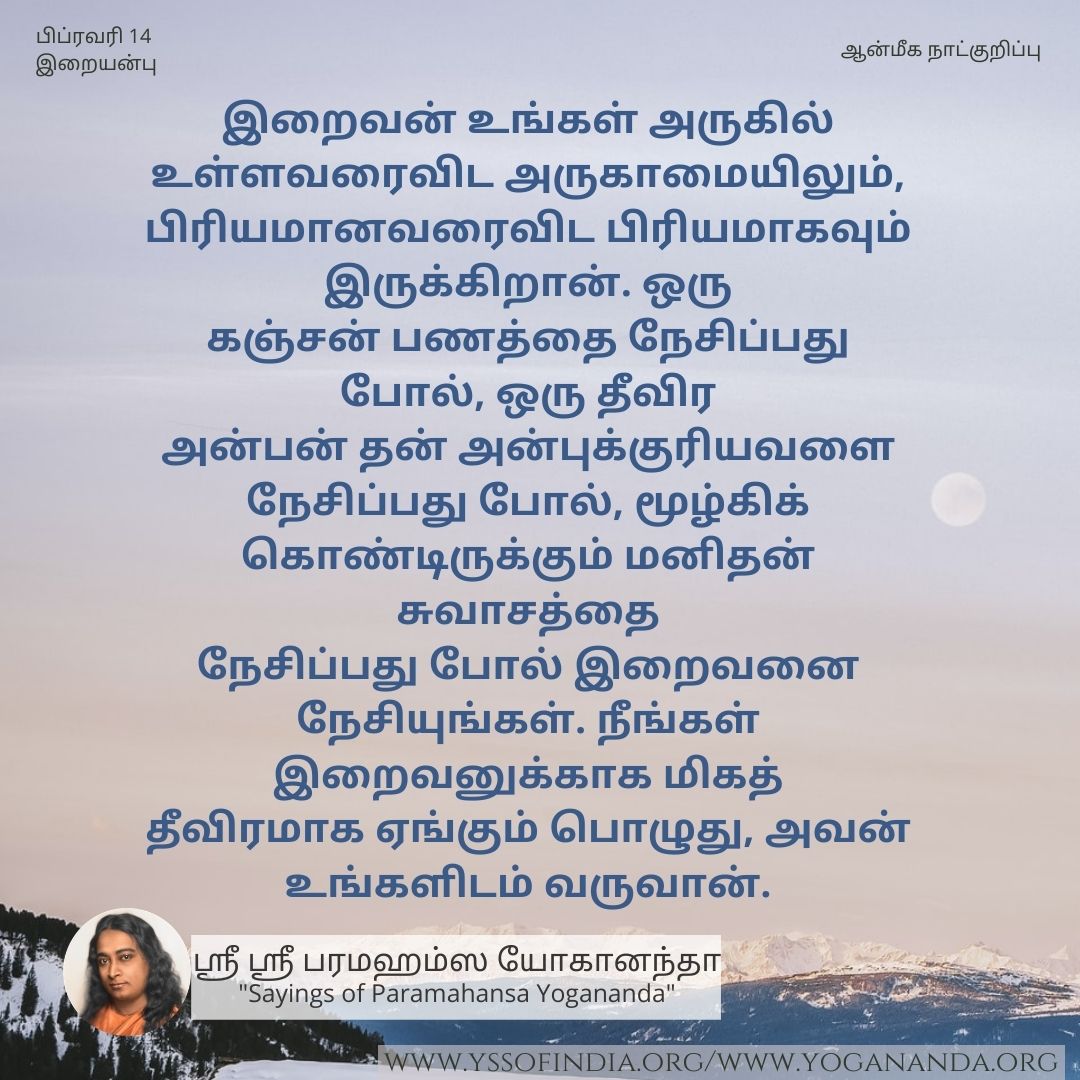 பிப்ரவரி 14
இறையன்பு
ஆன்மீக நாட்குறிப்பு
இறைவன் உங்கள் அருகில்
உள்ளவரைவிட அருகாமையிலும்,
பிரியமானவரைவிட பிரியமாகவும்
இருக்கிறான். ஒரு
கஞ்சன் பணத்தை நேசிப்பது
போல், ஒரு தீவிர
அன்பன் தன் அன்புக்குரியவளை
நேசிப்பது போல், மூழ்கிக்
கொண்டிருக்கும் மனிதன்
சுவாசத்தை
நேசிப்பது போல் இறைவனை
நேசியுங்கள். நீங்கள்
இறைவனுக்காக மிகத்
தீவிரமாக ஏங்கும் பொழுது, அவன்
உங்களிடம் வருவான்.
ஸ்ரீ ஸ்ரீ பரமஹம்ஸ யோகானந்தா
"Sayings of Paramahansa Yogananda"
WWW.YSSOFINDIA.ORG/WWW.YOGANANDA.ORG